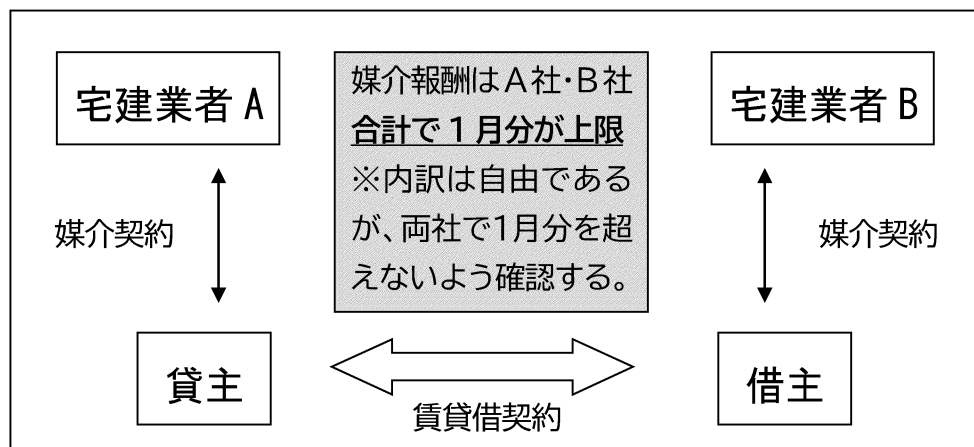 宅建業者 A
媒介報酬はA社・B社
合計で1月分が上限
※内訳は自由である
が、両社で1月分を超
えないよう確認する。
宅建業者 B
媒介契約
媒介契約
貸主
借主
賃貸借契約